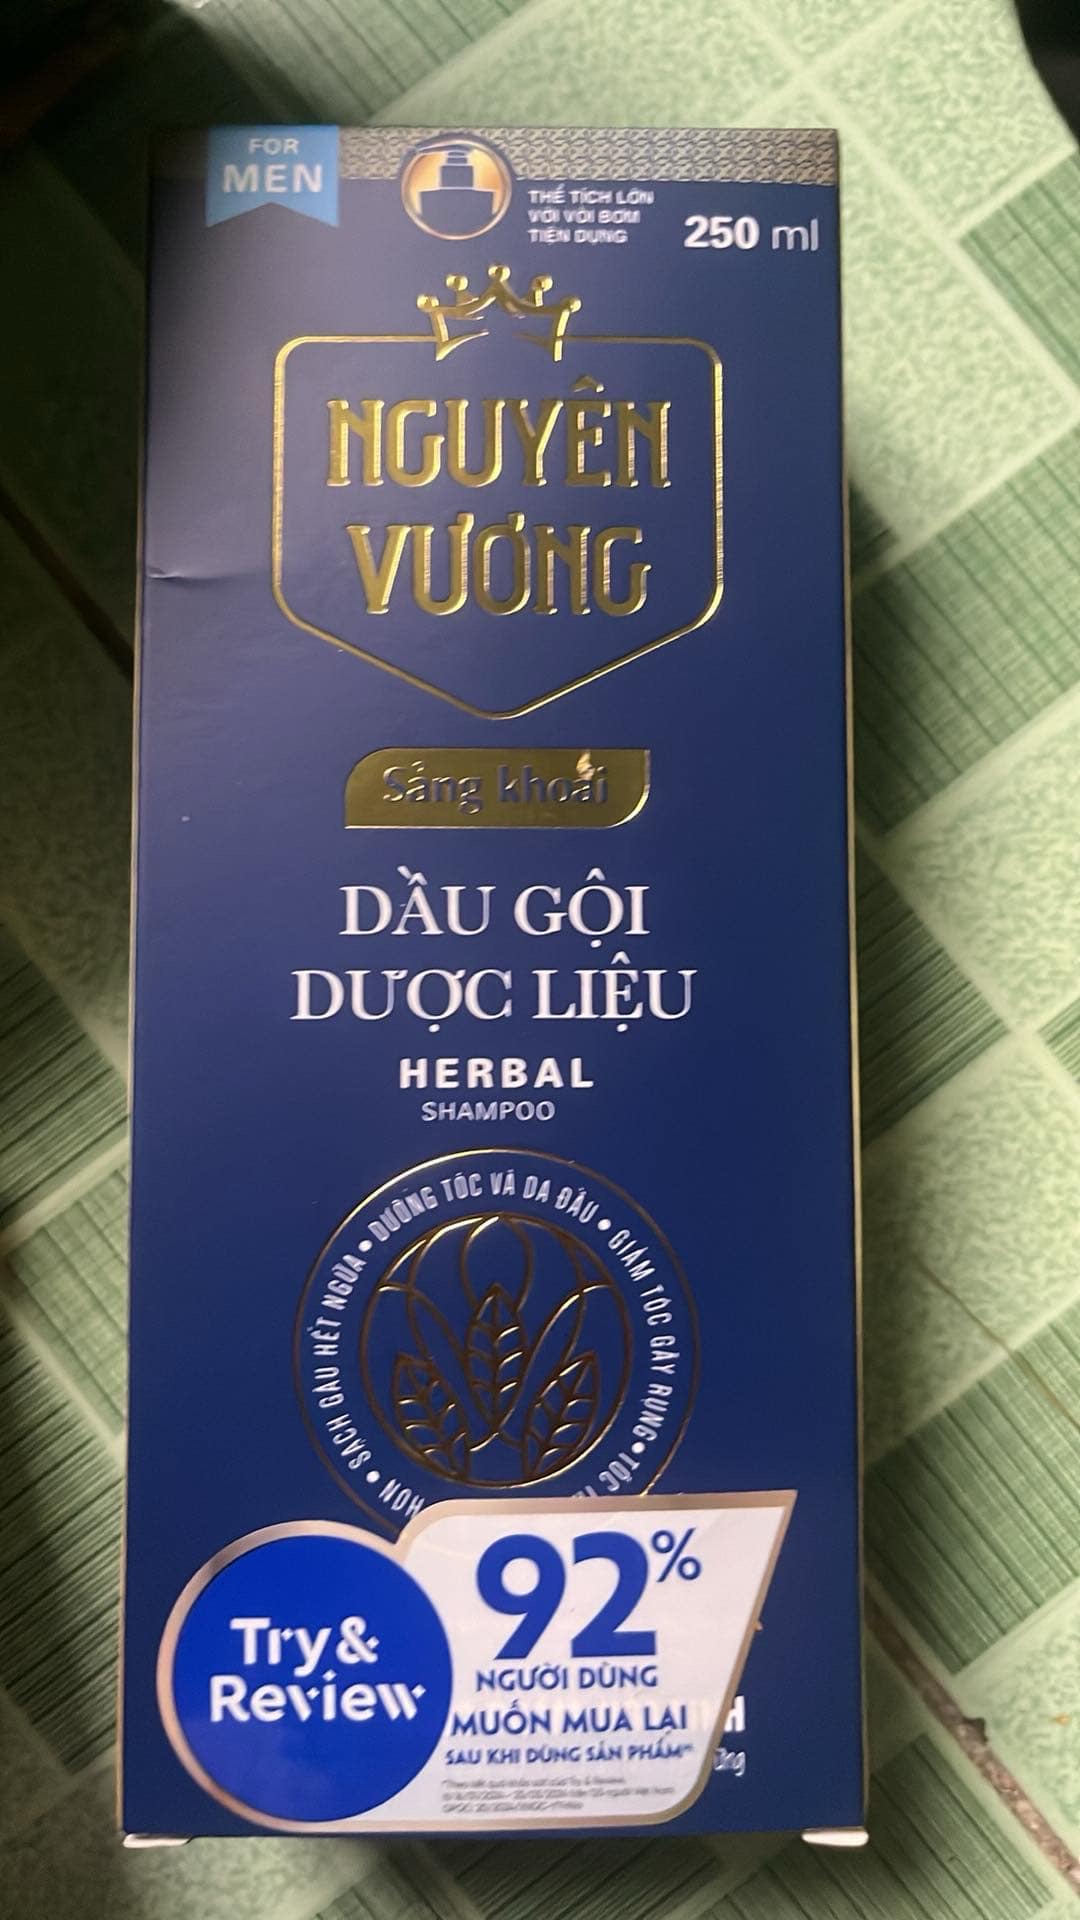 FOR
MEN
THỂ TÍCH LỚN
VỚI VÒI BƠM
TIỆN DỤNG
250 ml
NGUYÊN
VƯƠNG
Sảng khoái
DẦU GỘI
DƯỢC LIỆU
HERBAL
SHAMPOO
HƠN • SẠCH GÀU HẾT NGỨA • DƯỠNG TÓC VÀ DA ĐẦU • GIẢM TÓC GÃY RỤNG • TÓC
Try&
Review
92%
NGƯỜI DÙNG
MUỐN MUA LẠI
SAU KHI DÙNG SẢN PHẨM